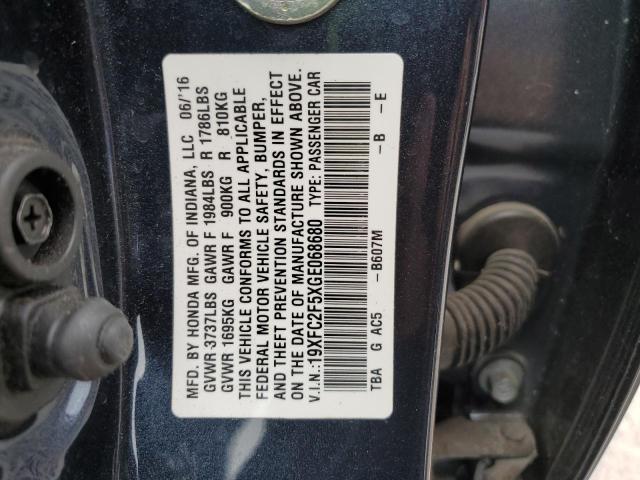 MFD. BY HONDA MFG. OF INDIANA, LLC 06/'16
GVWR 3737LBS GAWR F 1984LBS R 1786LBS
GVWR 1695KG GAWR F 900KG R 810KG
THIS VEHICLE CONFORMS TO ALL APPLICABLE
FEDERAL MOTOR VEHICLE SAFETY, BUMPER,
AND THEFT PREVENTION STANDARDS IN EFFECT
ON THE DATE OF MANUFACTURE SHOWN ABOVE.
V.I.N.:19XFC2F5XGE068680 TYPE: PASSENGER CAR
TBA G AC5 -B607M -B -E